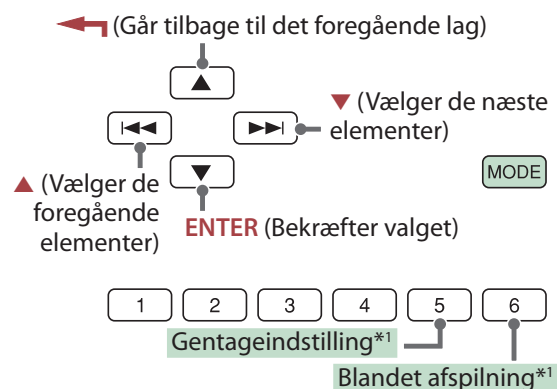 (Går tilbage til det foregående lag)
▲
▼ (Vælger de næste
elementer)
▲ (Vælger de
foregående
elementer)
▼
MODE
ENTER (Bekræfter valget)
1 2 3 4 5 6
Gentageindstilling*1
Blandet afspilning*1